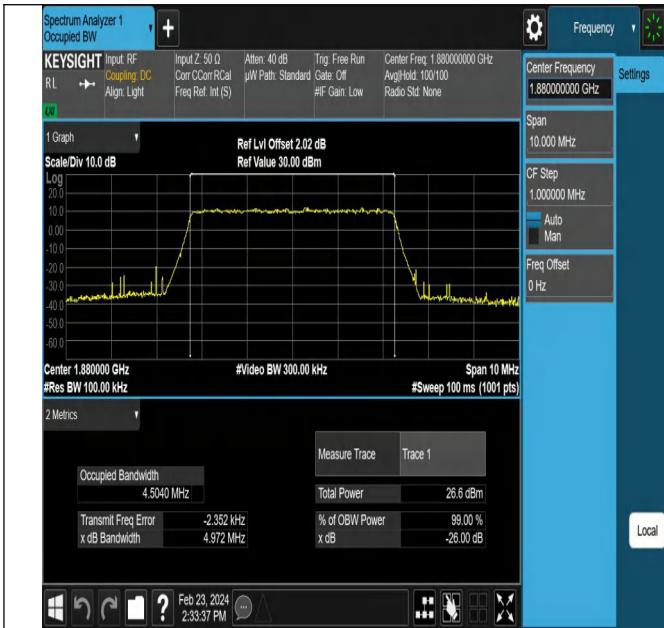 Spectrum Analyzer 1
Occupied BW
Frequency
KEYSIGHT
RL
LXI
Input: RF
Coupling: DC
Align: Light
Input Z: 50 Ω
Corr CCorr RCal
Freq Ref: Int (S)
Atten: 40 dB
µW Path: Standard
Trig: Free Run
Gate: Off
#IF Gain: Low
Center Freq: 1.880000000 GHz
Avg|Hold: 100/100
Radio Std: None
Center Frequency
1.880000000 GHz
Settings
Span
10.000 MHz
CF Step
1.000000 MHz
Auto
Man
Freq Offset
0 Hz
Local
1 Graph
Scale/Div 10.0 dB
Ref Lvl Offset 2.02 dB
Ref Value 30.00 dBm
Log
20.0
10.0
0.00
-10.0
-20.0
-30.0
-40.0
-50.0
-60.0
Center 1.880000 GHz
#Video BW 300.00 kHz
Span 10 MHz
#Res BW 100.00 kHz
#Sweep 100 ms (1001 pts)
2 Metrics
Measure Trace
Trace 1
Occupied Bandwidth
4.5040 MHz
Total Power
26.6 dBm
Transmit Freq Error
-2.352 kHz
% of OBW Power
99.00 %
x dB Bandwidth
4.972 MHz
x dB
-26.00 dB
Feb 23, 2024
2:33:37 PM